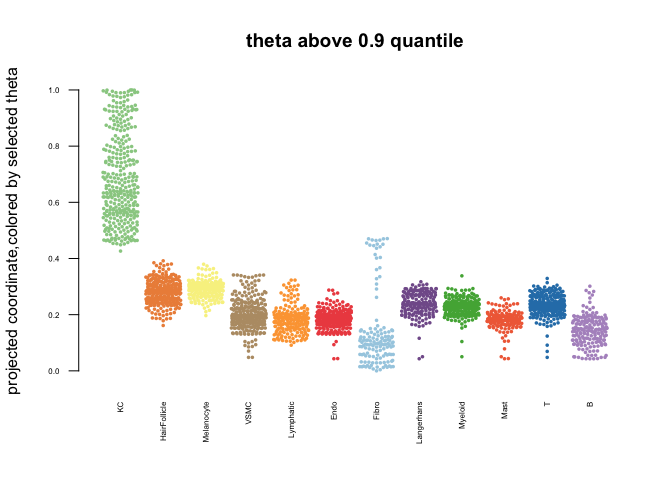 theta above 0.9 quantile
projected coordinate,colored by selected theta
1.0
0.8
0.6
0.4
0.2
0.0
KC
HairFollicle
Melanocyte
VSMC
Lymphatic
Endo
Fibro
Langerhans
Myeloid
Mast
T
B